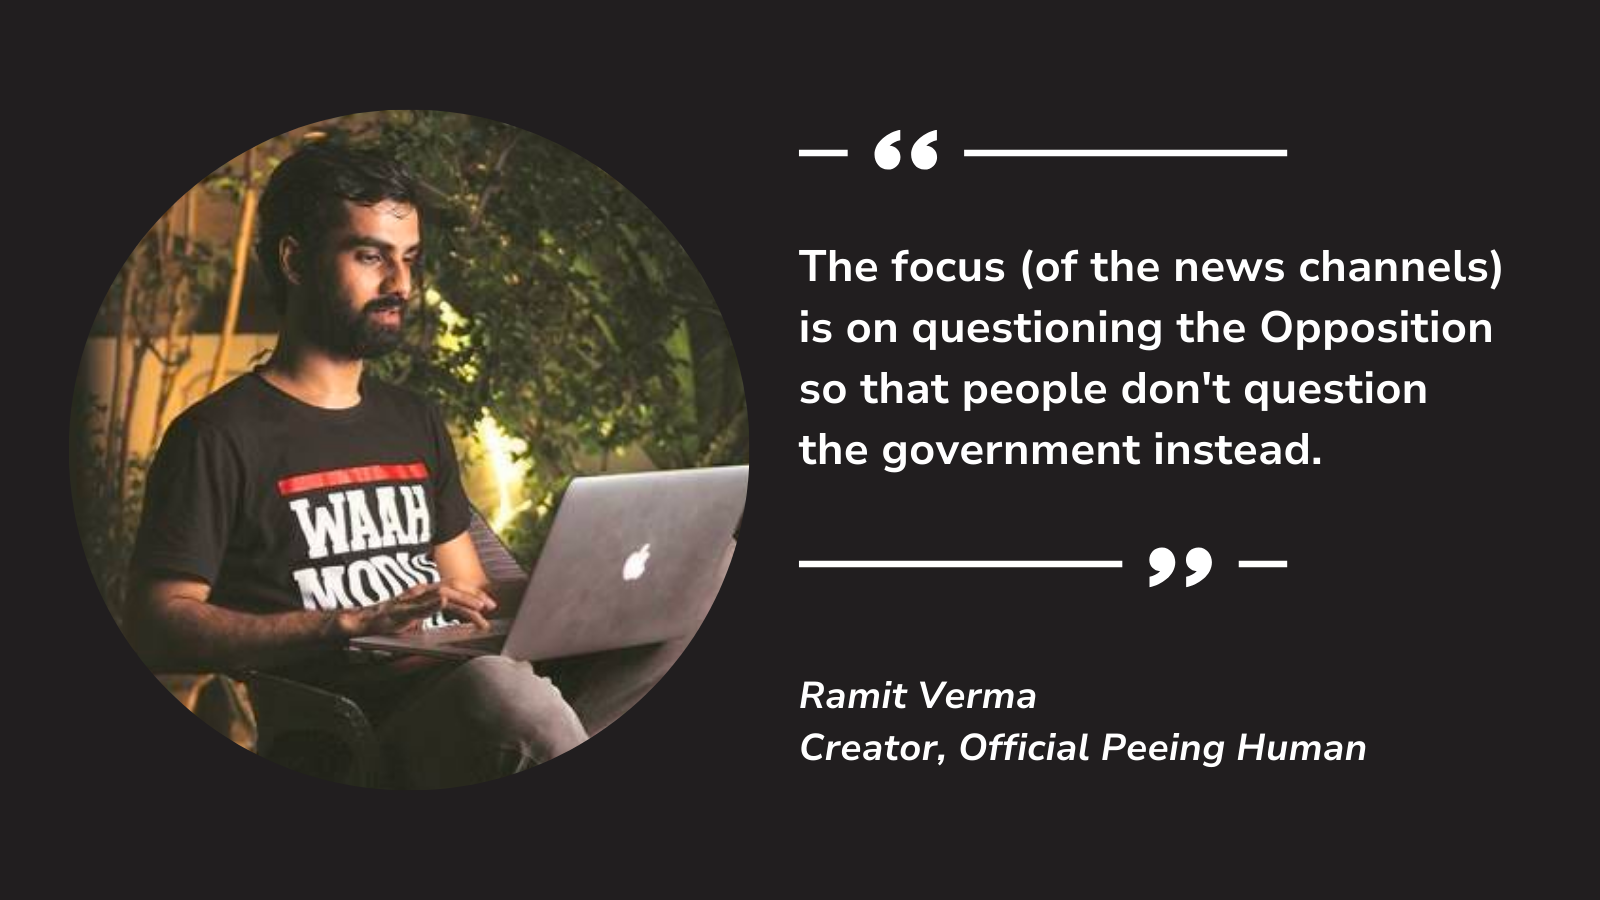 “
The focus (of the news channels)
is on questioning the Opposition
so that people don't question
the government instead.
”
Ramit Verma
Creator, Official Peeing Human
WAAH